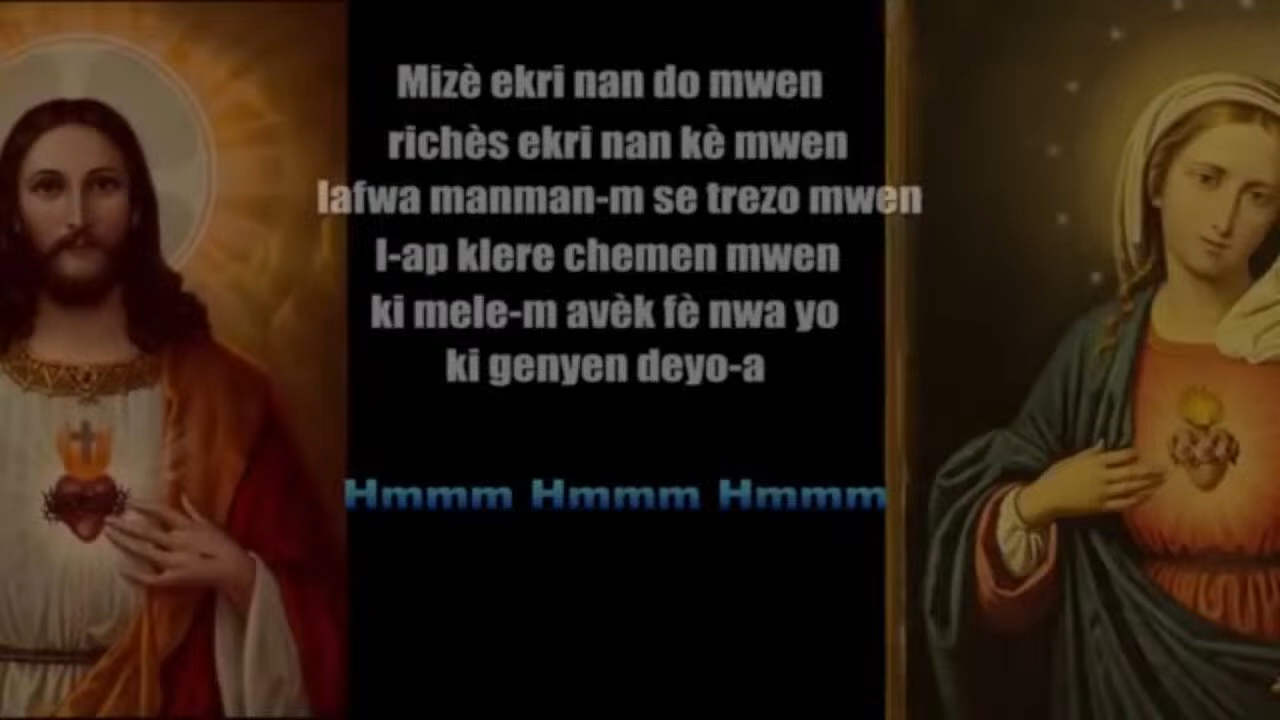 Mizè ekri nan do mwen
richès ekri nan kè mwen
lafwa manman-m se trezo mwen
l-ap klere chemen mwen
ki mele-m avèk fè nwa yo
ki genyen deyo-a
Hmmm Hmmm Hmmm